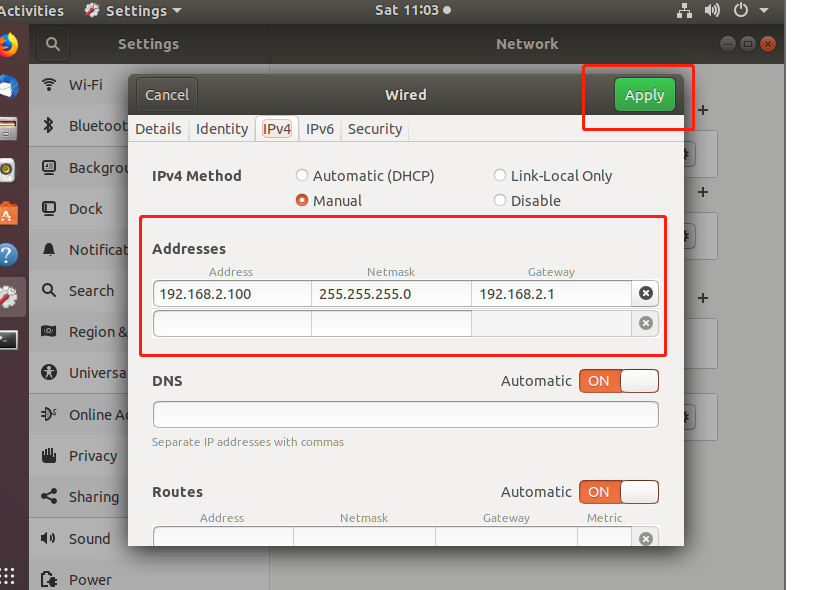 Activities Settings Sat 11:03
Settings Network
Cancel Wired Apply
Details Identity IPv4 IPv6 Security
Wi-Fi
Bluetoot
Backgrou
Dock
Notificat
Search
Region &
Universa
Online Ac
Privacy
Sharing
Sound
Power
IPv4 Method Automatic (DHCP) Link-Local Only
Manual Disable
Addresses
Address Netmask Gateway
192.168.2.100 255.255.255.0 192.168.2.1
DNS Automatic ON
Separate IP addresses with commas
Routes Automatic ON
Address Netmask Gateway Metric